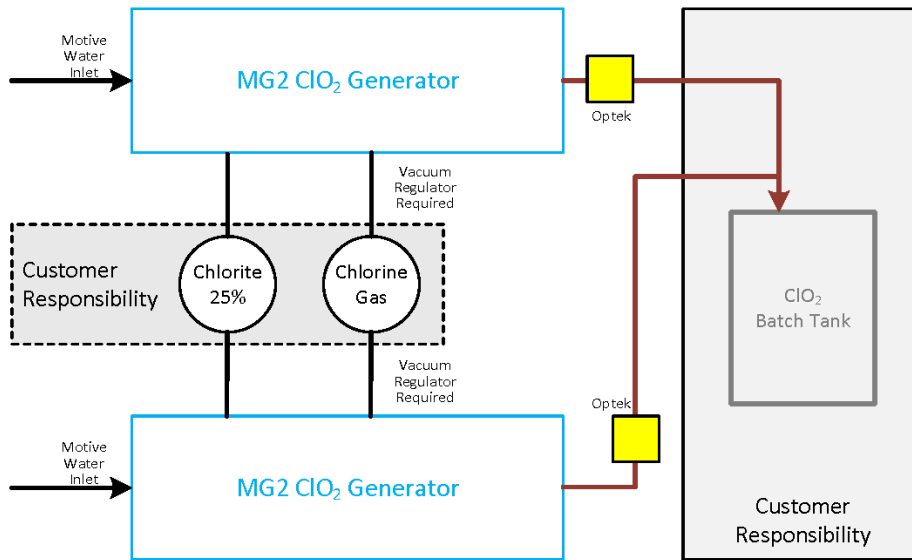 Motive
Water
Inlet
MG2 ClO₂ Generator
Optek
Vacuum
Regulator
Required
Customer
Responsibility
Chlorite
25%
Chlorine
Gas
ClO₂
Batch Tank
Vacuum
Regulator
Required
Optek
Motive
Water
Inlet
MG2 ClO₂ Generator
Customer
Responsibility